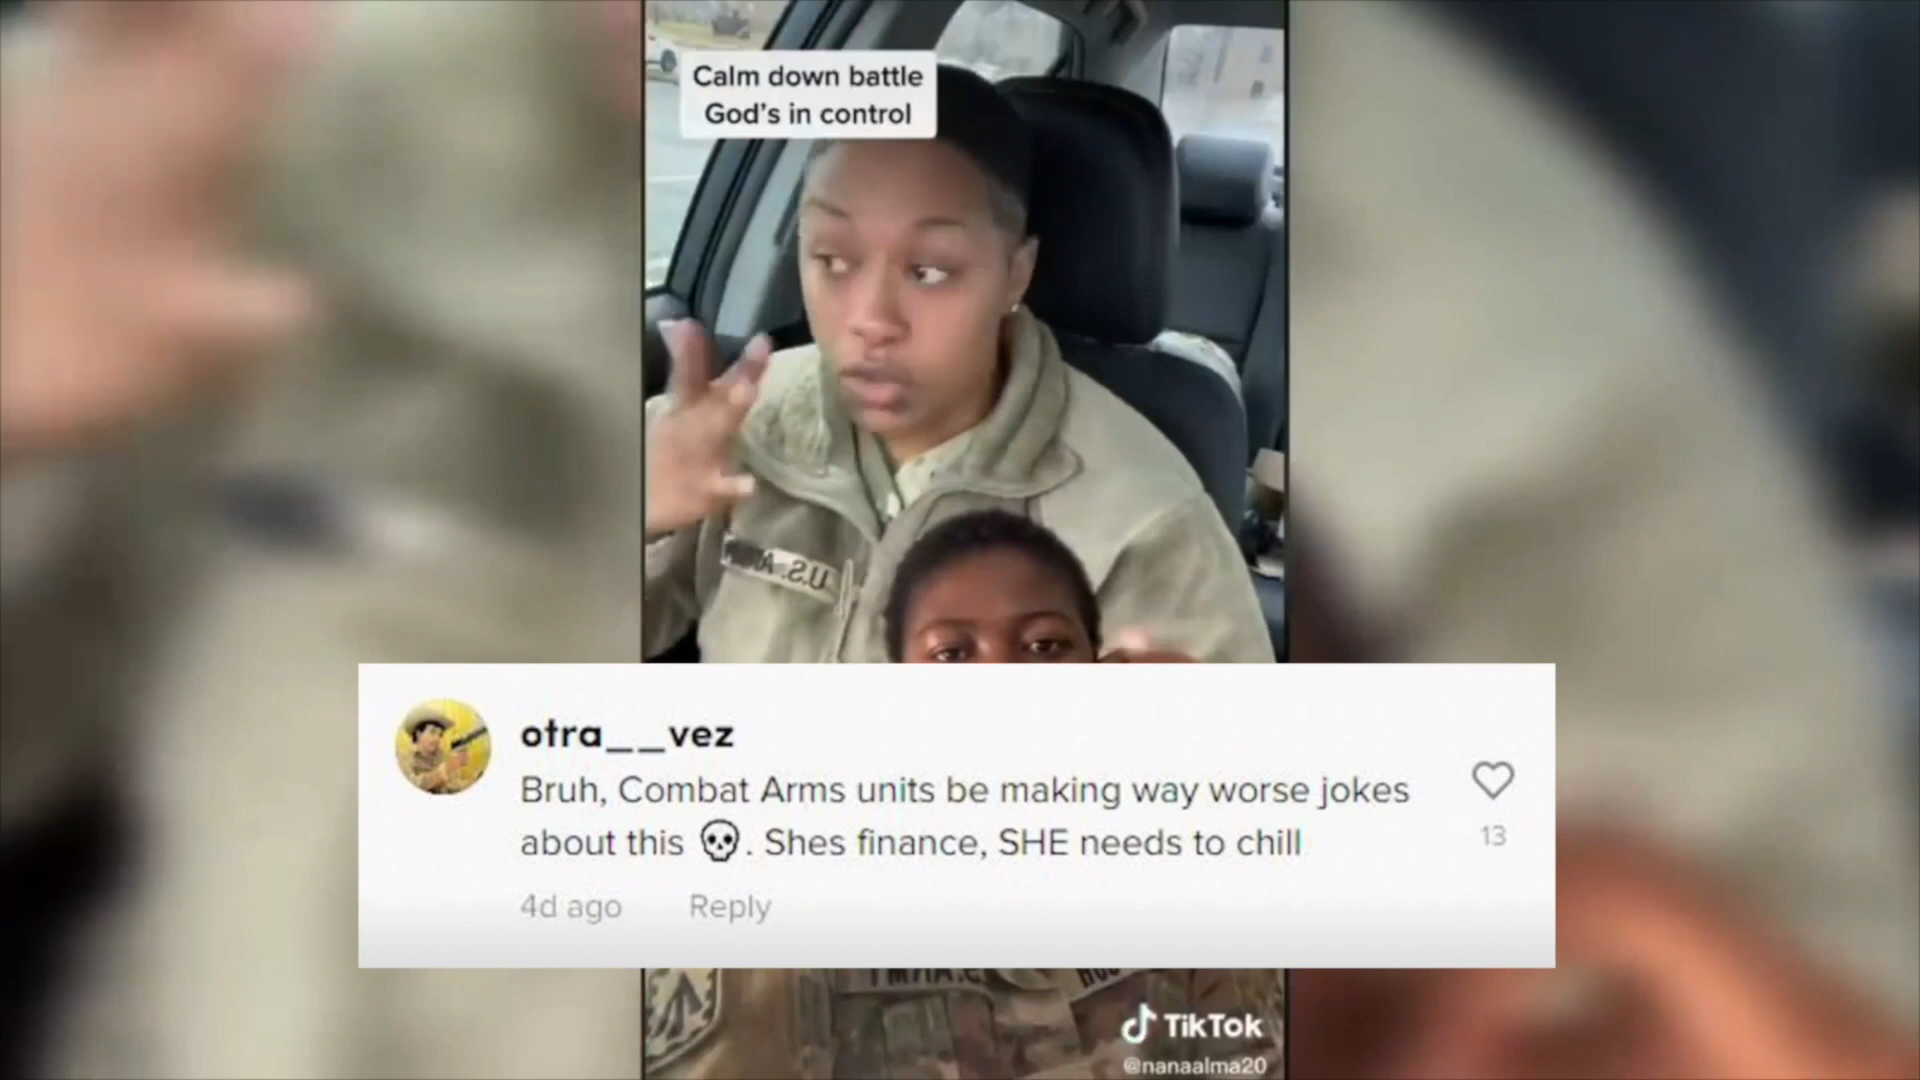 Calm down battle
God's in control
otra__vez
Bruh, Combat Arms units be making way worse jokes
about this 💀. Shes finance, SHE needs to chill
13
4d ago Reply
TikTok
@nanaalma20